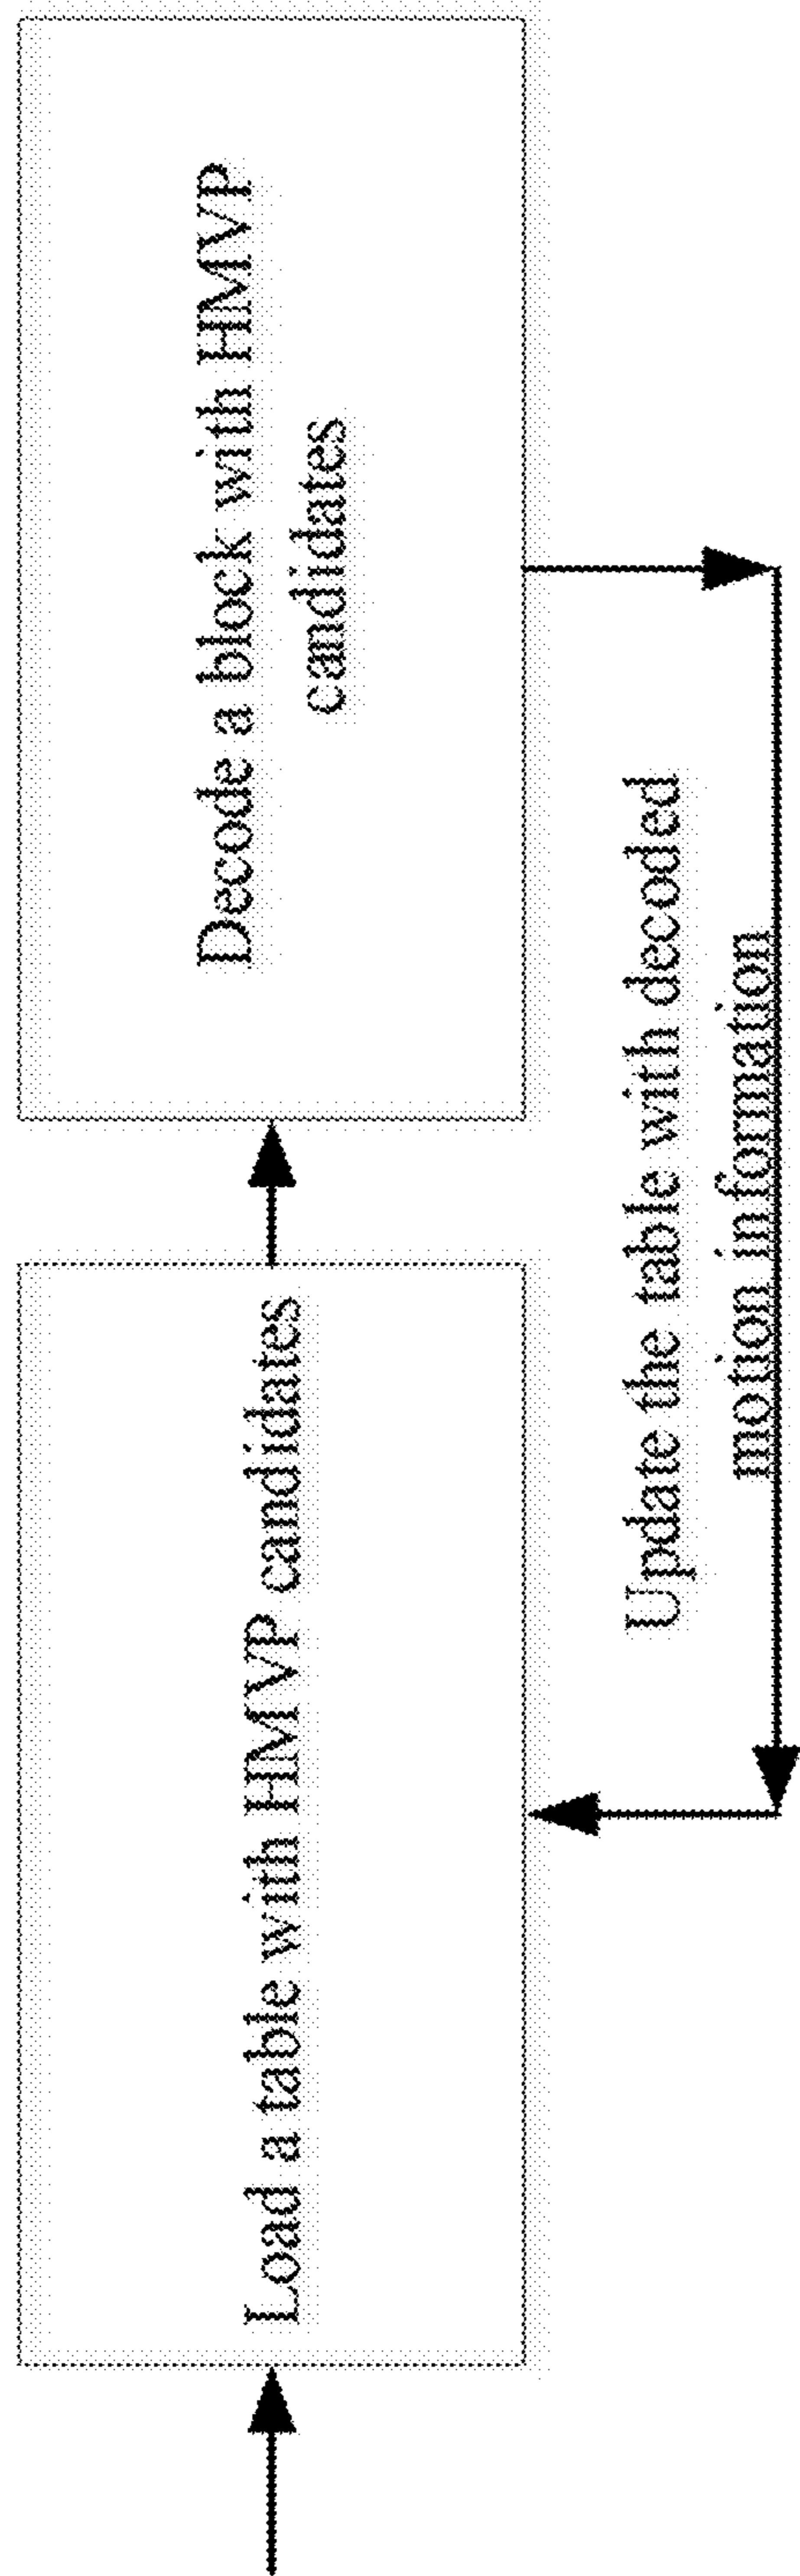 Load a table with HMVP candidates
Decode a block with HMVP
candidates
Update the table with decoded
motion information